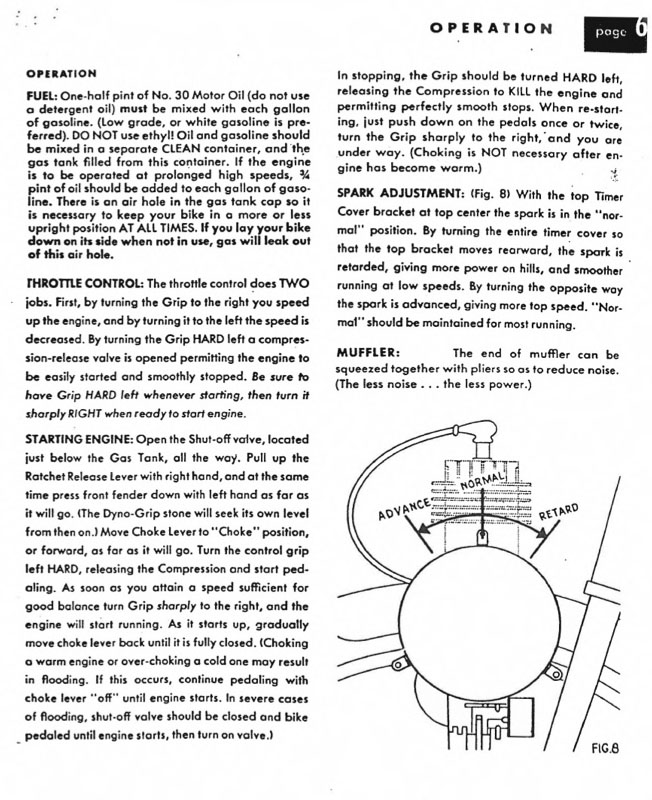 OPERATION
page 6
OPERATION
FUEL: One-half pint of No. 30 Motor Oil (do not use
a detergent oil) must be mixed with each gallon
of gasoline. (Low grade, or white gasoline is pre-
ferred). DO NOT use ethyl! Oil and gasoline should
be mixed in a separate CLEAN container, and the
gas tank filled from this container. If the engine
is to be operated at prolonged high speeds, ¾
pint of oil should be added to each gallon of gaso-
line. There is an air hole in the gas tank cap so it
is necessary to keep your bike in a more or less
upright position AT ALL TIMES. If you lay your bike
down on its side when not in use, gas will leak out
of this air hole.
THROTTLE CONTROL: The throttle control does TWO
jobs. First, by turning the Grip to the right you speed
up the engine, and by turning it to the left the speed is
decreased. By turning the Grip HARD left a compres-
sion-release valve is opened permitting the engine to
be easily started and smoothly stopped. Be sure to
have Grip HARD left whenever starting, then turn it
sharply RIGHT when ready to start engine.
STARTING ENGINE: Open the Shut-off valve, located
just below the Gas Tank, all the way. Pull up the
Ratchet Release Lever with right hand, and at the same
time press front fender down with left hand as far as
it will go. (The Dyno-Grip stone will seek its own level
from then on.) Move Choke Lever to "Choke" position,
or forward, as far as it will go. Turn the control grip
left HARD, releasing the Compression and start ped-
aling. As soon as you attain a speed sufficient for
good balance turn Grip sharply to the right, and the
engine will start running. As it starts up, gradually
move choke lever back until it is fully closed. (Choking
a warm engine or over-choking a cold one may result
in flooding. If this occurs, continue pedaling with
choke lever "off" until engine starts. In severe cases
of flooding, shut-off valve should be closed and bike
pedaled until engine starts, then turn on valve.)
In stopping, the Grip should be turned HARD left,
releasing the Compression to KILL the engine and
permitting perfectly smooth stops. When re-start-
ing, just push down on the pedals once or twice,
turn the Grip sharply to the right, and you are
under way. (Choking is NOT necessary after en-
gine has become warm.)
SPARK ADJUSTMENT: (Fig. 8) With the top Timer
Cover bracket at top center the spark is in the "nor-
mal" position. By turning the entire timer cover so
that the top bracket moves rearward, the spark is
retarded, giving more power on hills, and smoother
running at low speeds. By turning the opposite way
the spark is advanced, giving more top speed. "Nor-
mal" should be maintained for most running.
MUFFLER: The end of muffler can be
squeezed together with pliers so as to reduce noise.
(The less noise . . . the less power.)
ADVANCE
NORMAL
RETARD
FIG.8